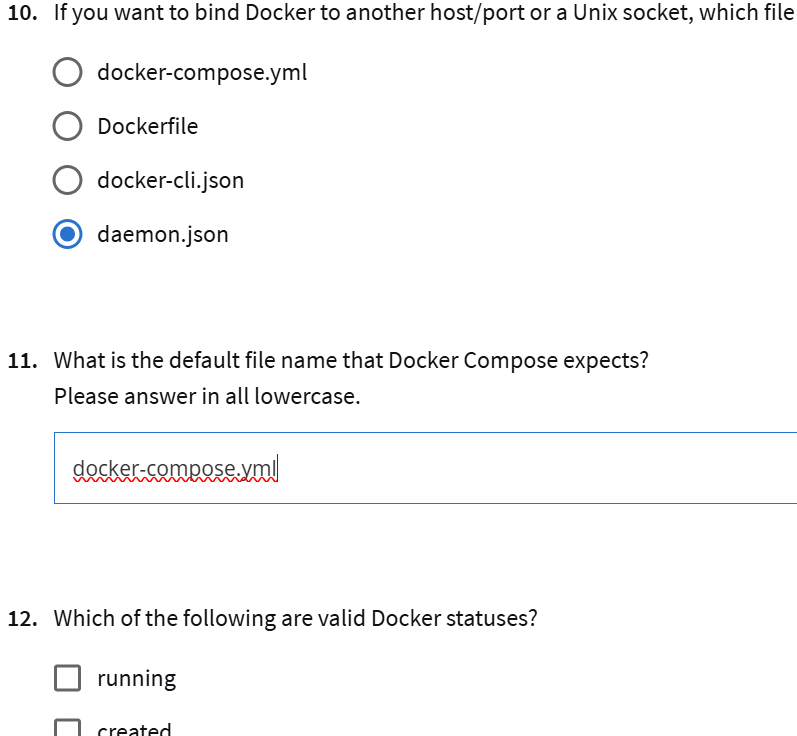 10. If you want to bind Docker to another host/port or a Unix socket, which file
docker-compose.yml
Dockerfile
docker-cli.json
daemon.json
11. What is the default file name that Docker Compose expects?
Please answer in all lowercase.
docker-compose.yml
12. Which of the following are valid Docker statuses?
running
created